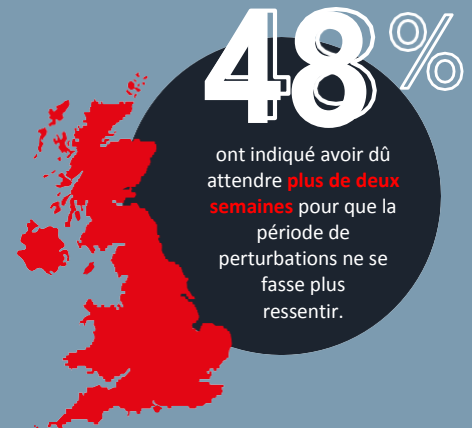 48%
ont indiqué avoir dû
attendre plus de deux
semaines pour que la
période de
perturbations ne se
fasse plus
ressentir.